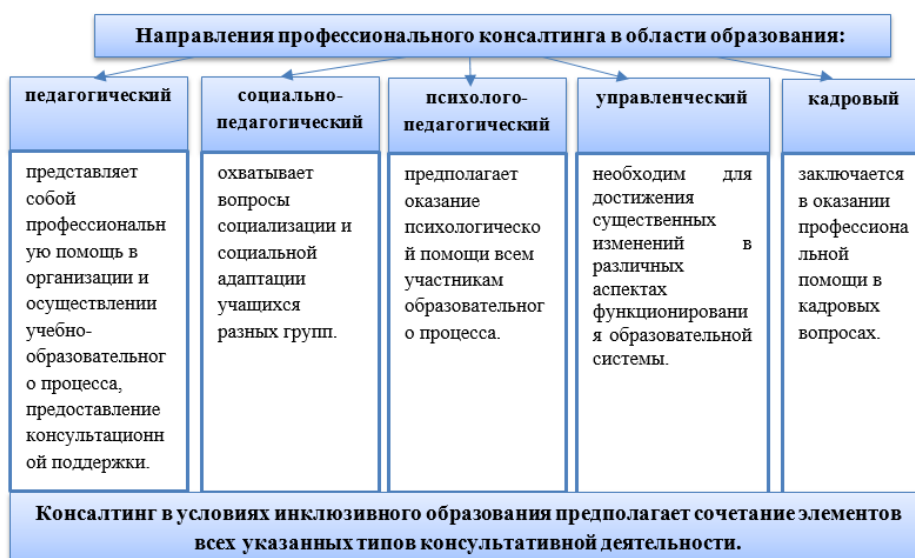 Направления профессионального консалтинга в области образования:
педагогический
представляет
собой
профессиональн
ую помощь в
организации и
осуществлении
учебно-
образовательног
о процесса,
предоставление
консультационн
ой поддержки.
социально-
педагогический
охватывает
вопросы
социализации и
социальной
адаптации
учащихся
разных групп.
психолого-
педагогический
предполагает
оказание
психологическо
й помощи всем
участникам
образовательног
о процесса.
управленческий
необходим для
достижения
существенных
изменений в
различных
аспектах
функционировани
я образовательной
системы.
кадровый
заключается
в оказании
профессиона
льной
помощи в
кадровых
вопросах.
Консалтинг в условиях инклюзивного образования предполагает сочетание элементов
всех указанных типов консультативной деятельности.